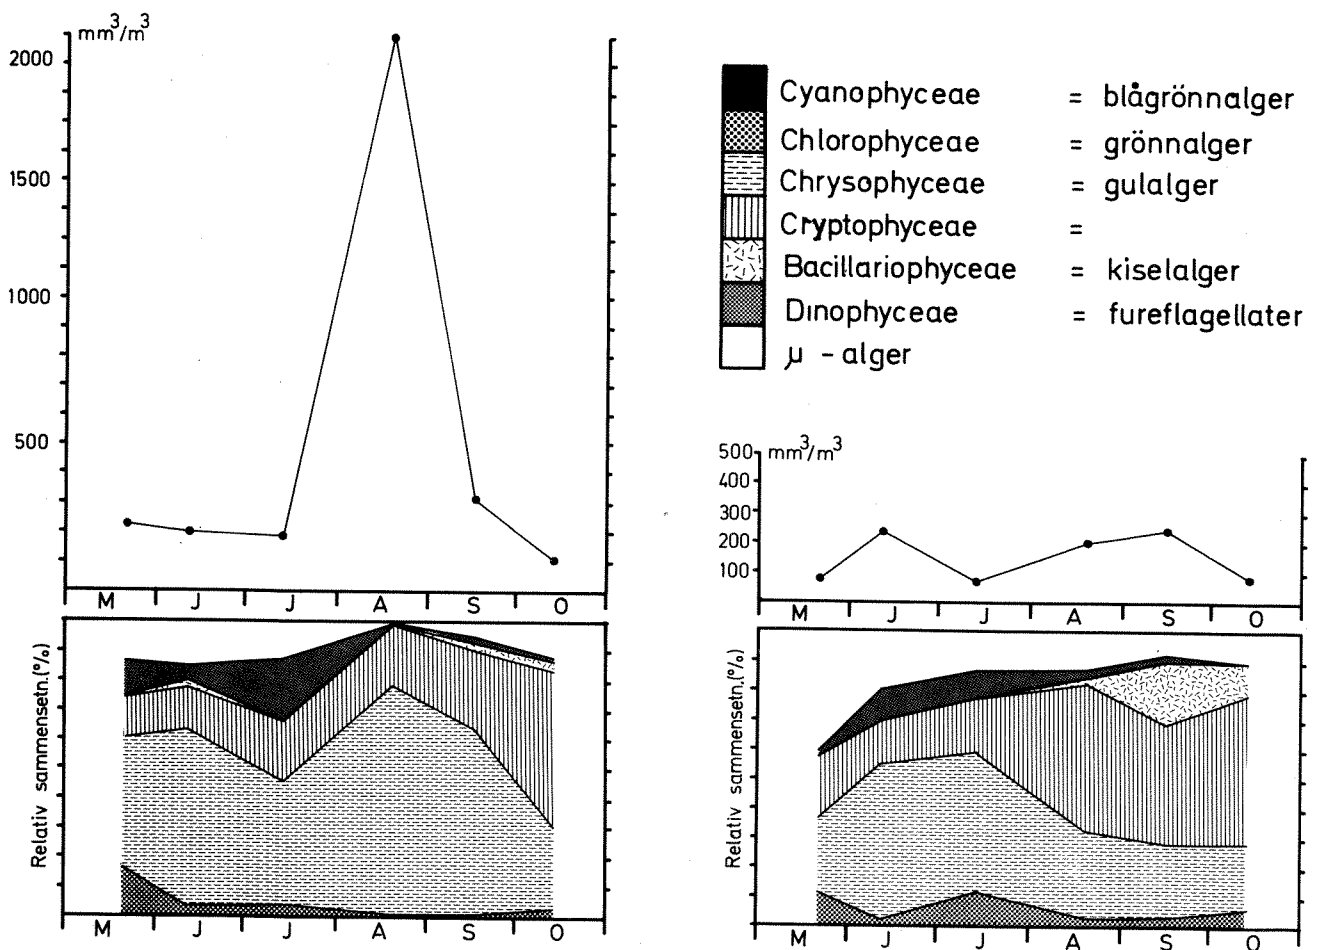 mm³/m³
2000
1500
1000
500
M J J A S O
Relativ sammensetn.(%)
M J J A S O
Cyanophyceae = blågrönnalger
Chlorophyceae = grönnalger
Chrysophyceae = gulalger
Cryptophyceae =
Bacillariophyceae = kiselalger
Dinophyceae = fureflagellater
µ - alger
500 mm³/m³
400
300
200
100
M J J A S O
Relativ sammensetn.(%)
M J J A S O